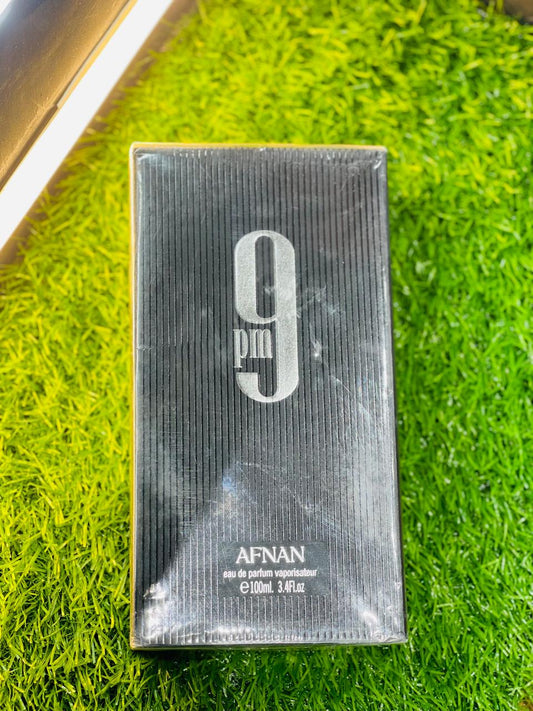 9
pm
AFNAN
eau de parfum vaporisateur
℮100ml. 3.4Fl.oz